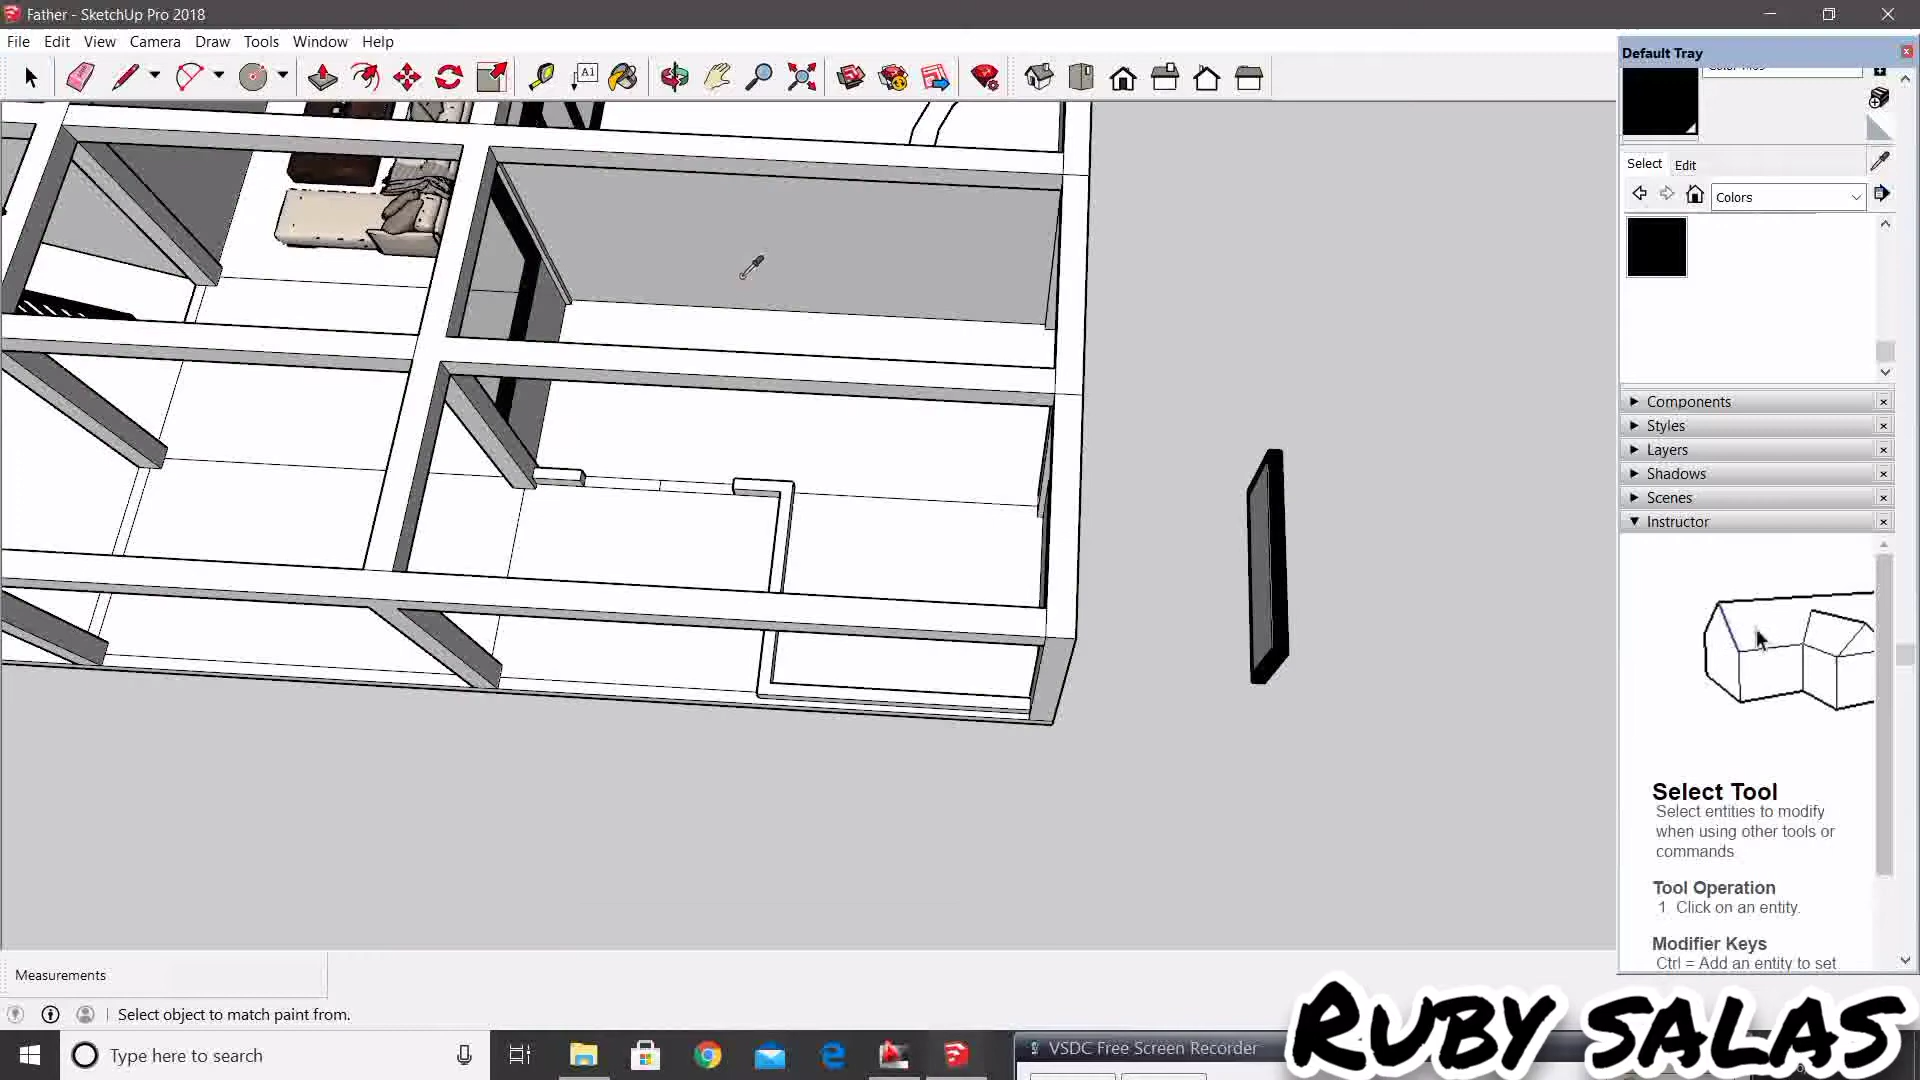 Father - SketchUp Pro 2018
File Edit View Camera Draw Tools Window Help
Default Tray
Select Edit
Colors
Components
Styles
Layers
Shadows
Scenes
Instructor
Select Tool
Select entities to modify
when using other tools or
commands
Tool Operation
1. Click on an entity.
Modifier Keys
Ctrl = Add an entity to set
A1
Measurements
Select object to match paint from.
Type here to search
VSDC Free Screen Recorder
RUBY SALAS